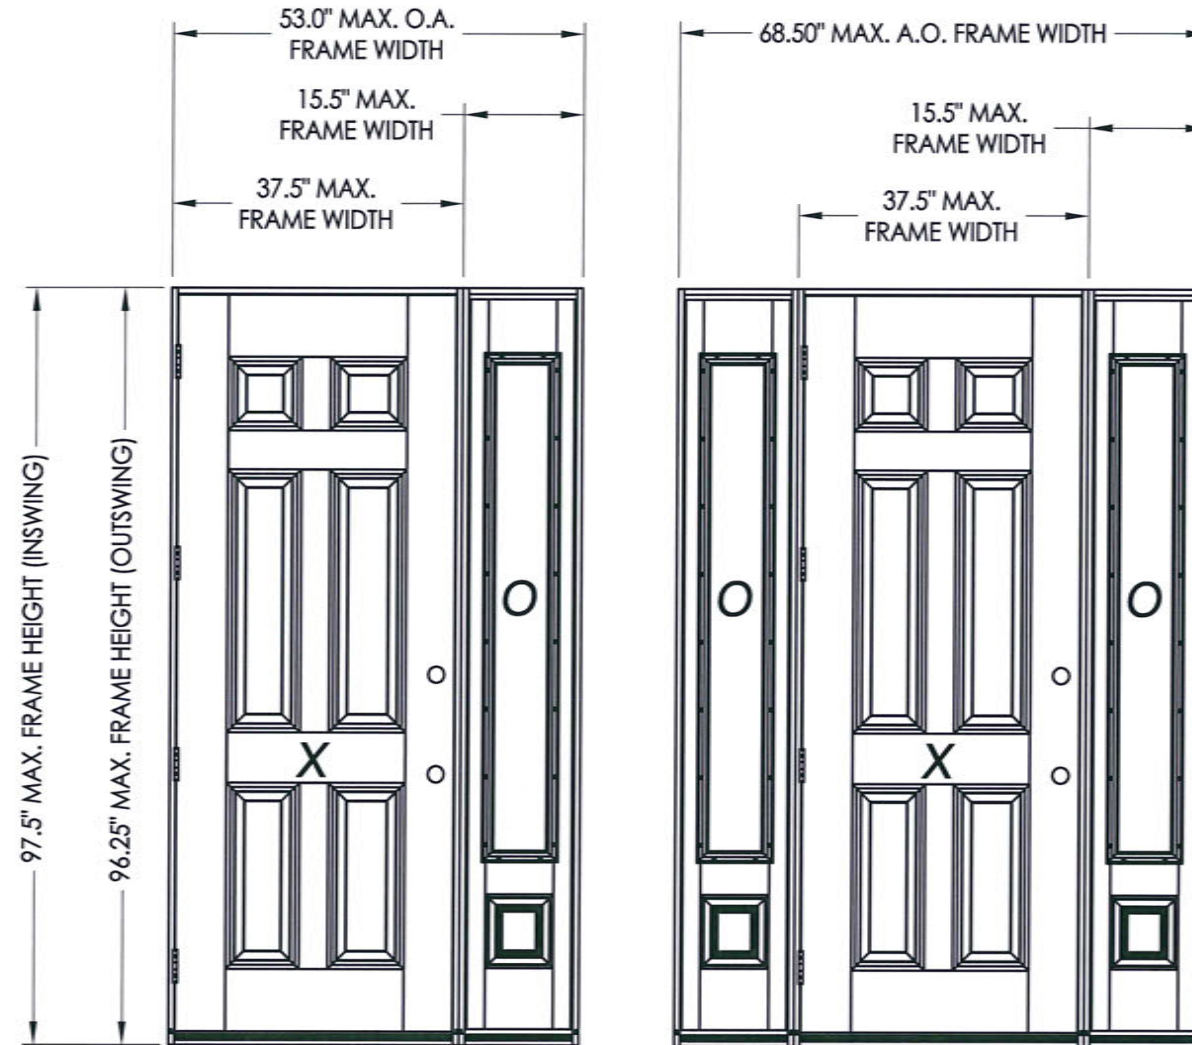 53.0" MAX. O.A.
FRAME WIDTH
15.5" MAX.
FRAME WIDTH
37.5" MAX.
FRAME WIDTH
68.50" MAX. A.O. FRAME WIDTH
15.5" MAX.
FRAME WIDTH
37.5" MAX.
FRAME WIDTH
97.5" MAX. FRAME HEIGHT (INSWING)
96.25" MAX. FRAME HEIGHT (OUTSWING)
O
X
O
X
O